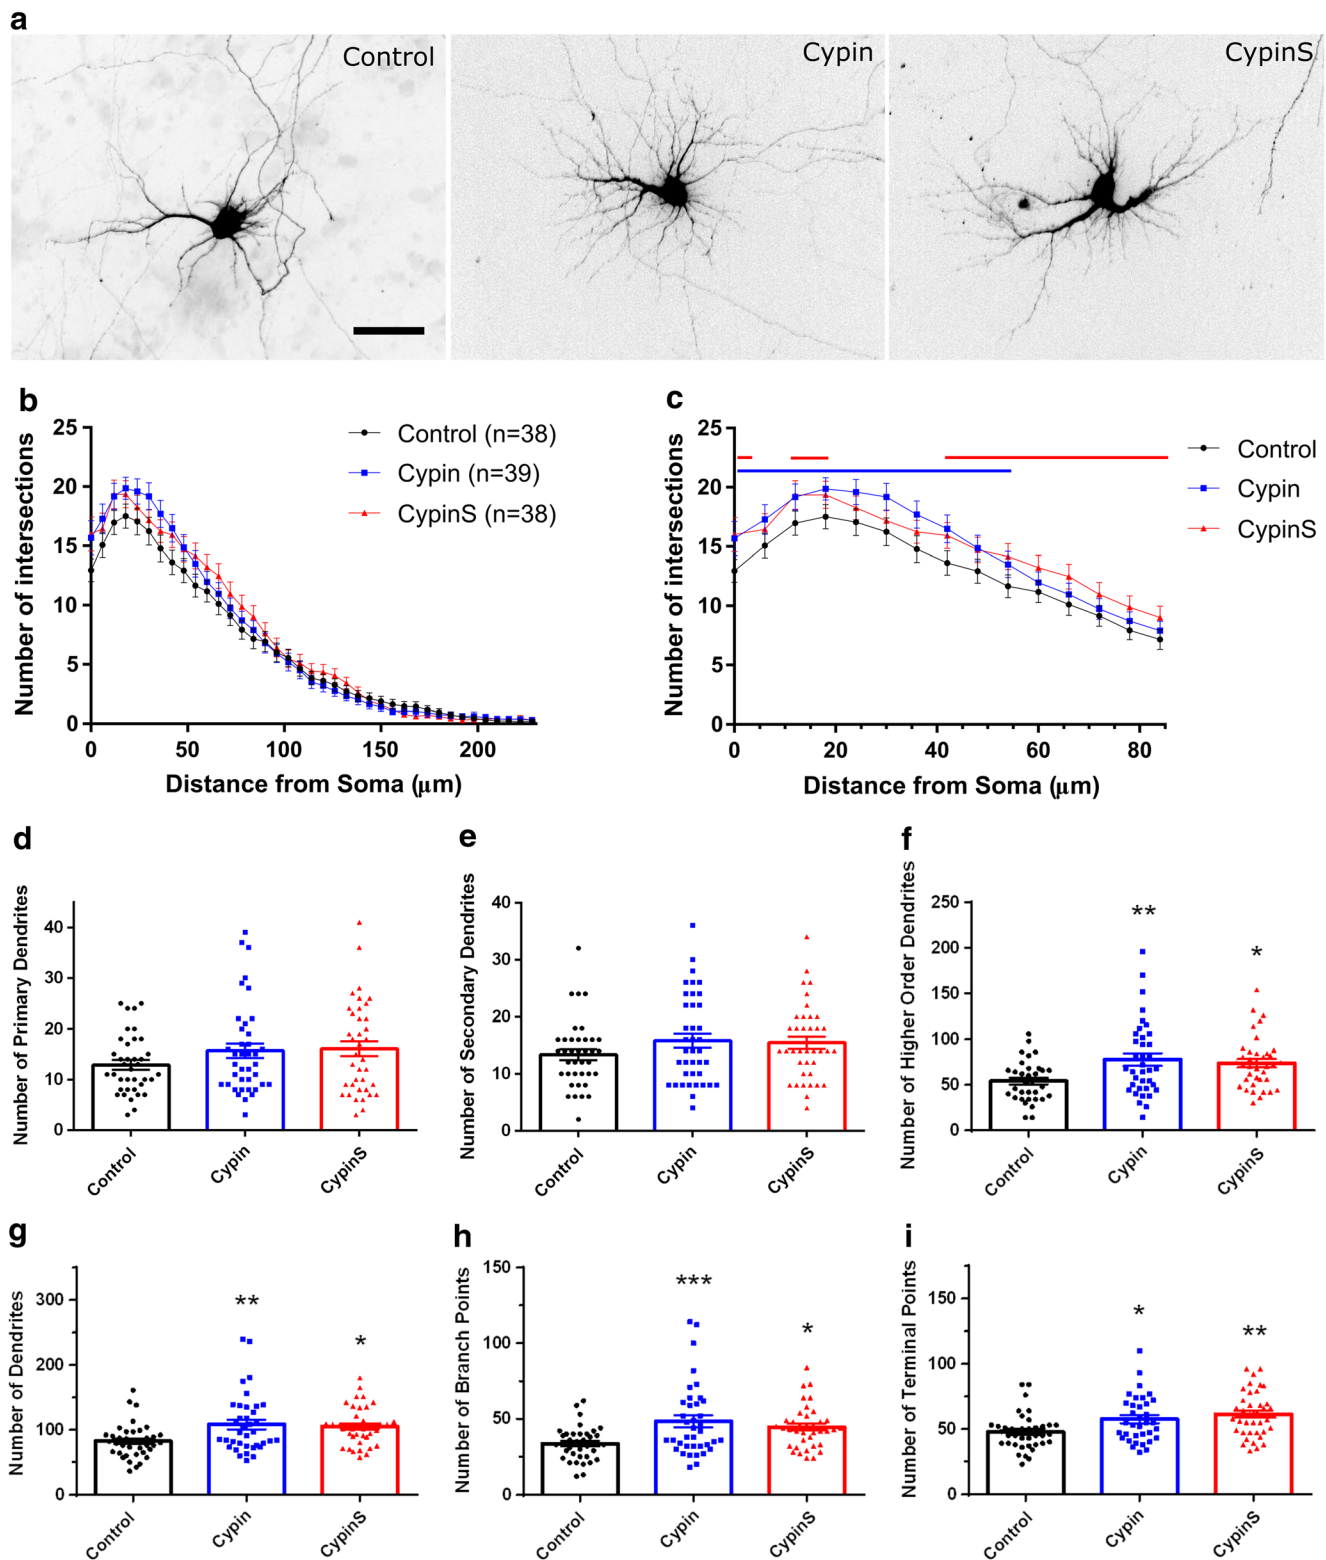 a
Control
Cypin
CypinS
b
Number of intersections
25
20
15
10
5
0
0
50
100
150
200
Distance from Soma (μm)
Control (n=38)
Cypin (n=39)
CypinS (n=38)
c
Number of intersections
25
20
15
10
5
0
0
20
40
60
80
Distance from Soma (μm)
Control
Cypin
CypinS
d
Number of Primary Dendrites
40
30
20
10
0
Control
Cypin
CypinS
e
Number of Secondary Dendrites
40
30
20
10
0
Control
Cypin
CypinS
f
Number of Higher Order Dendrites
250
200
150
100
50
0
**
*
Control
Cypin
CypinS
g
Number of Dendrites
300
200
100
0
**
*
Control
Cypin
CypinS
h
Number of Branch Points
150
100
50
0
***
*
Control
Cypin
CypinS
i
Number of Terminal Points
150
100
50
0
*
**
Control
Cypin
CypinS